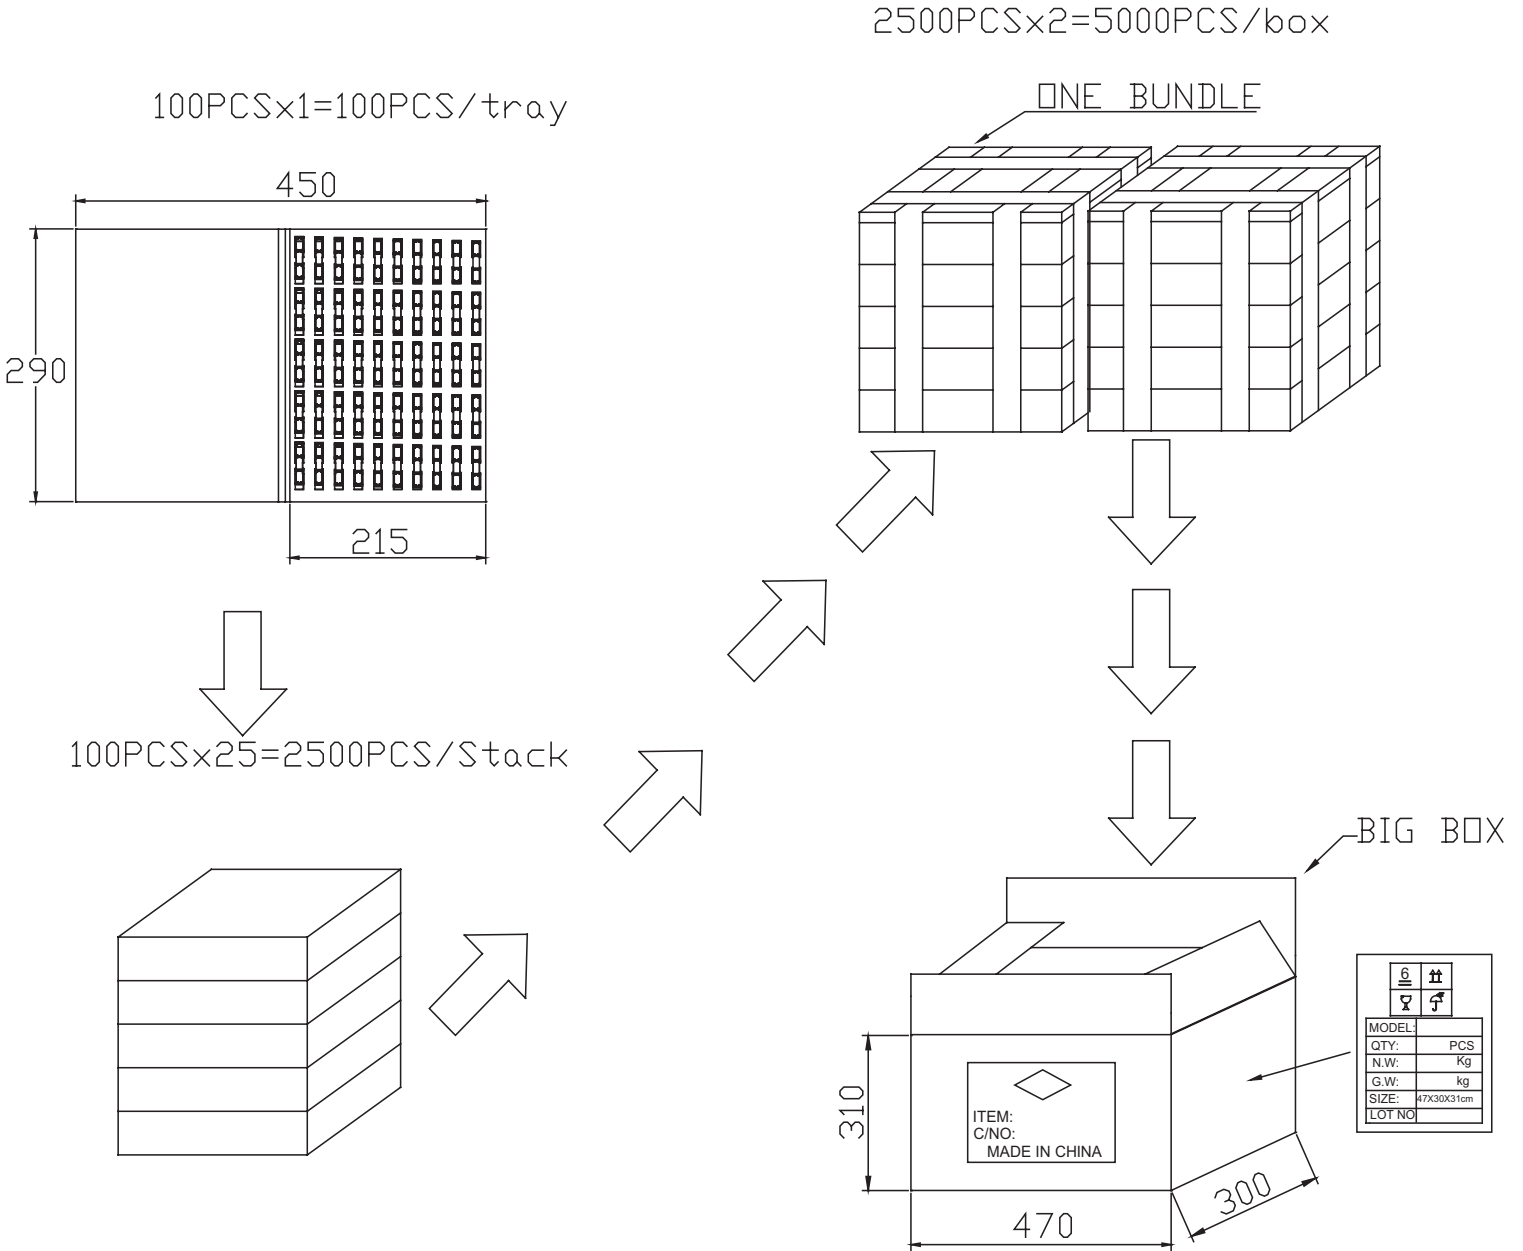 2500PCSx2=5000PCS/box
100PCSx1=100PCS/tray
ONE BUNDLE
450
290
215
100PCSx25=2500PCS/Stack
BIG BOX
6
MODEL:
QTY: PCS
N.W: Kg
G.W: kg
SIZE: 47X30X31cm
LOT NO
310
ITEM:
C/NO:
MADE IN CHINA
300
470